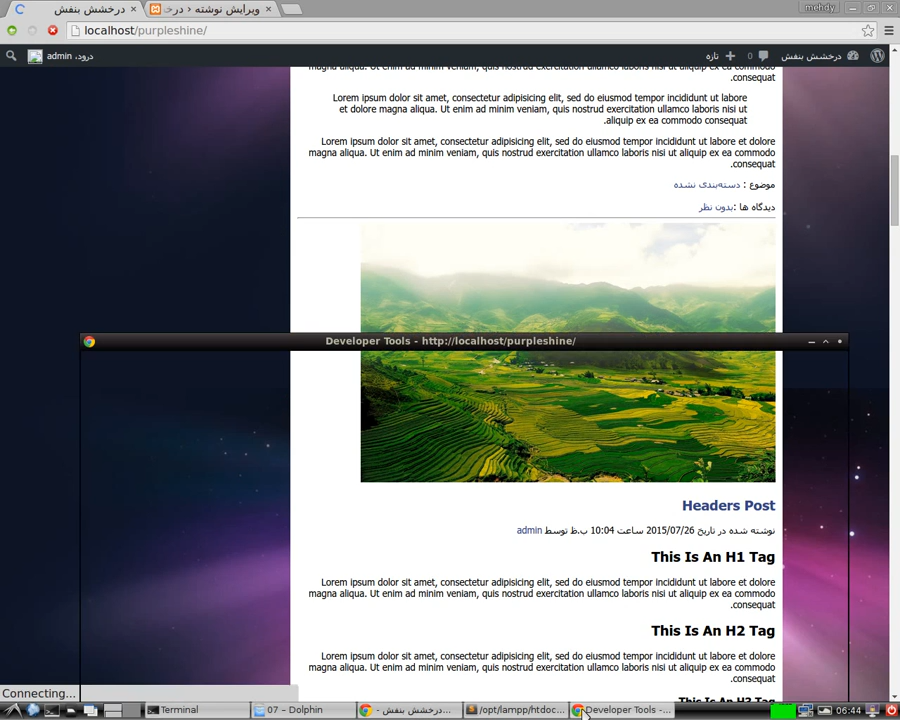 mehdy
درخشش بنفش
ویرایش نوشته ‹ درخ
localhost/purpleshine/
درخشش بنفش
0
تازه
درود، admin
consequat.
Lorem ipsum dolor sit amet, consectetur adipisicing elit, sed do eiusmod tempor incididunt ut labore
et dolore magna aliqua. Ut enim ad minim veniam, quis nostrud exercitation ullamco laboris nisi ut
aliquip ex ea commodo consequat.
Lorem ipsum dolor sit amet, consectetur adipisicing elit, sed do eiusmod tempor incididunt ut labore et dolore
magna aliqua. Ut enim ad minim veniam, quis nostrud exercitation ullamco laboris nisi ut aliquip ex ea commodo
consequat.
موضوع : دسته‌بندی نشده
دیدگاه ها :بدون نظر
Developer Tools - http://localhost/purpleshine/
Headers Post
نوشته شده در تاریخ 2015/07/26 ساعت 10:04 ب.ظ توسط admin
This Is An H1 Tag
Lorem ipsum dolor sit amet, consectetur adipisicing elit, sed do eiusmod tempor incididunt ut labore et dolore
magna aliqua. Ut enim ad minim veniam, quis nostrud exercitation ullamco laboris nisi ut aliquip ex ea commodo
consequat.
This Is An H2 Tag
Lorem ipsum dolor sit amet, consectetur adipisicing elit, sed do eiusmod tempor incididunt ut labore et dolore
magna aliqua. Ut enim ad minim veniam, quis nostrud exercitation ullamco laboris nisi ut aliquip ex ea commodo
consequat.
This Is An H3 Tag
Connecting...
Terminal
07 – Dolphin
درخشش بنفش - ...
/opt/lampp/htdoc...
Developer Tools -...
06:44